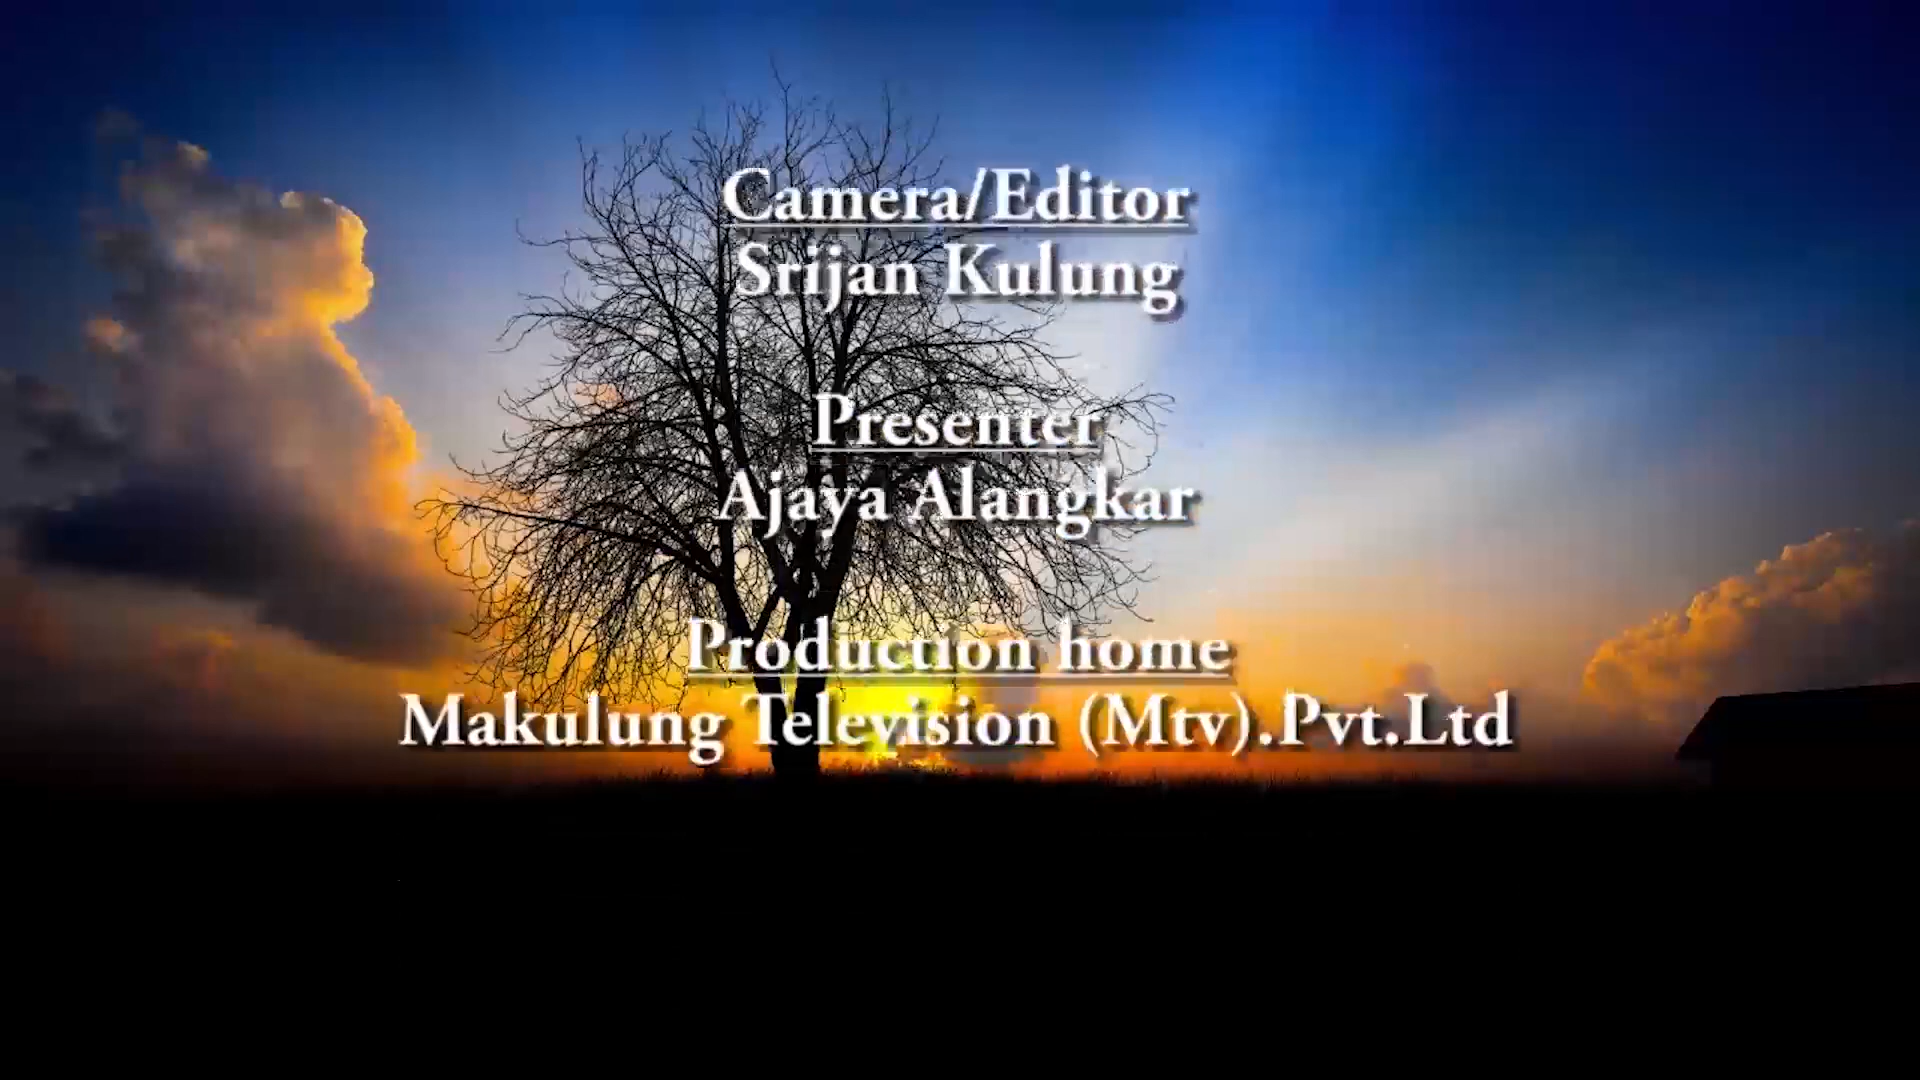 Camera/Editor
Srijan Kulung
Presenter
Ajaya Alangkar
Production home
Makulung Television (Mtv).Pvt.Ltd